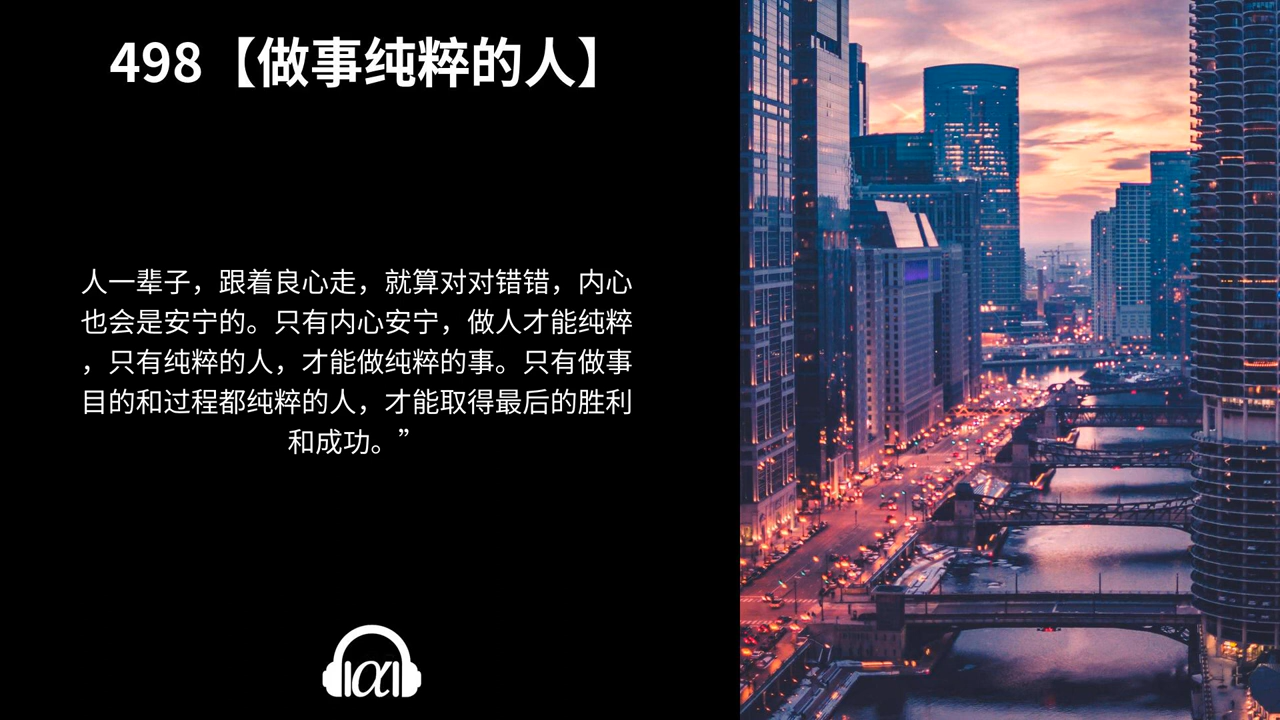 498【做事纯粹的人】
人一辈子，跟着良心走，就算对对错错，内心
也会是安宁的。只有内心安宁，做人才能纯粹
，只有纯粹的人，才能做纯粹的事。只有做事
目的和过程都纯粹的人，才能取得最后的胜利
和成功。”
|α|